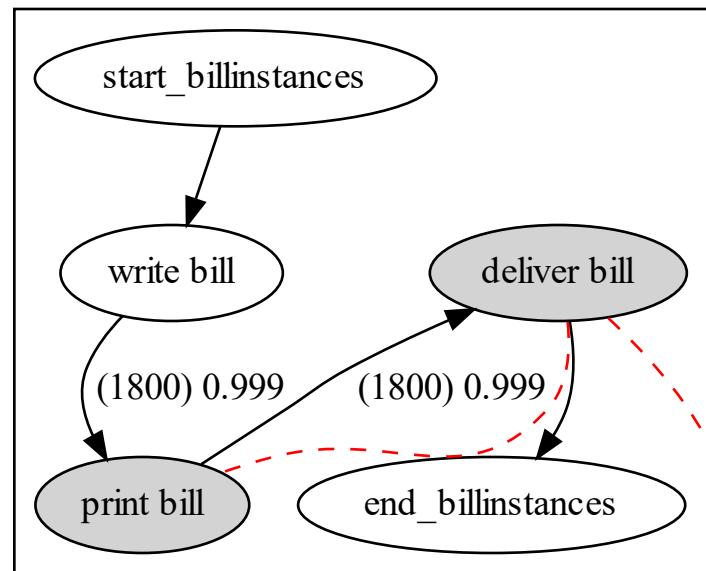 start_billinstances
write bill
deliver bill
(1800) 0.999
(1800) 0.999
print bill
end_billinstances